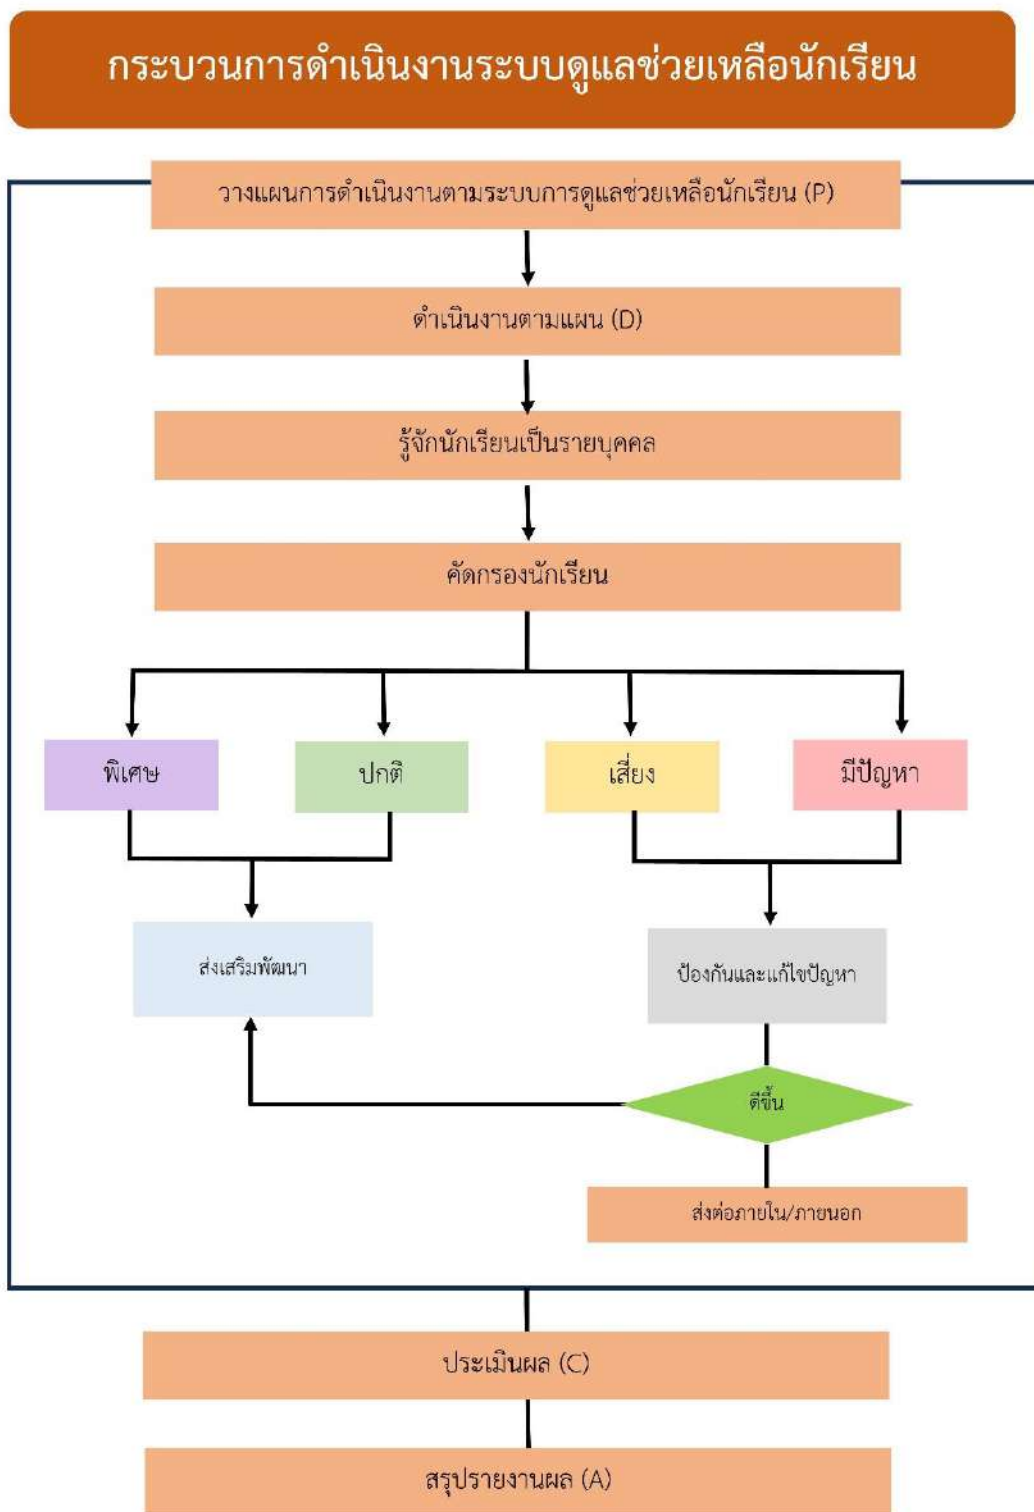 กระบวนการดำเนินงานระบบดูแลช่วยเหลือนักเรียน
วางแผนการดำเนินงานตามระบบการดูแลช่วยเหลือนักเรียน (P)
ดำเนินงานตามแผน (D)
รู้จักนักเรียนเป็นรายบุคคล
คัดกรองนักเรียน
พิเศษ
ปกติ
เสี่ยง
มีปัญหา
ส่งเสริมพัฒนา
ป้องกันและแก้ไขปัญหา
ดีขึ้น
ส่งต่อภายใน/ภายนอก
ประเมินผล (C)
สรุปรายงานผล (A)